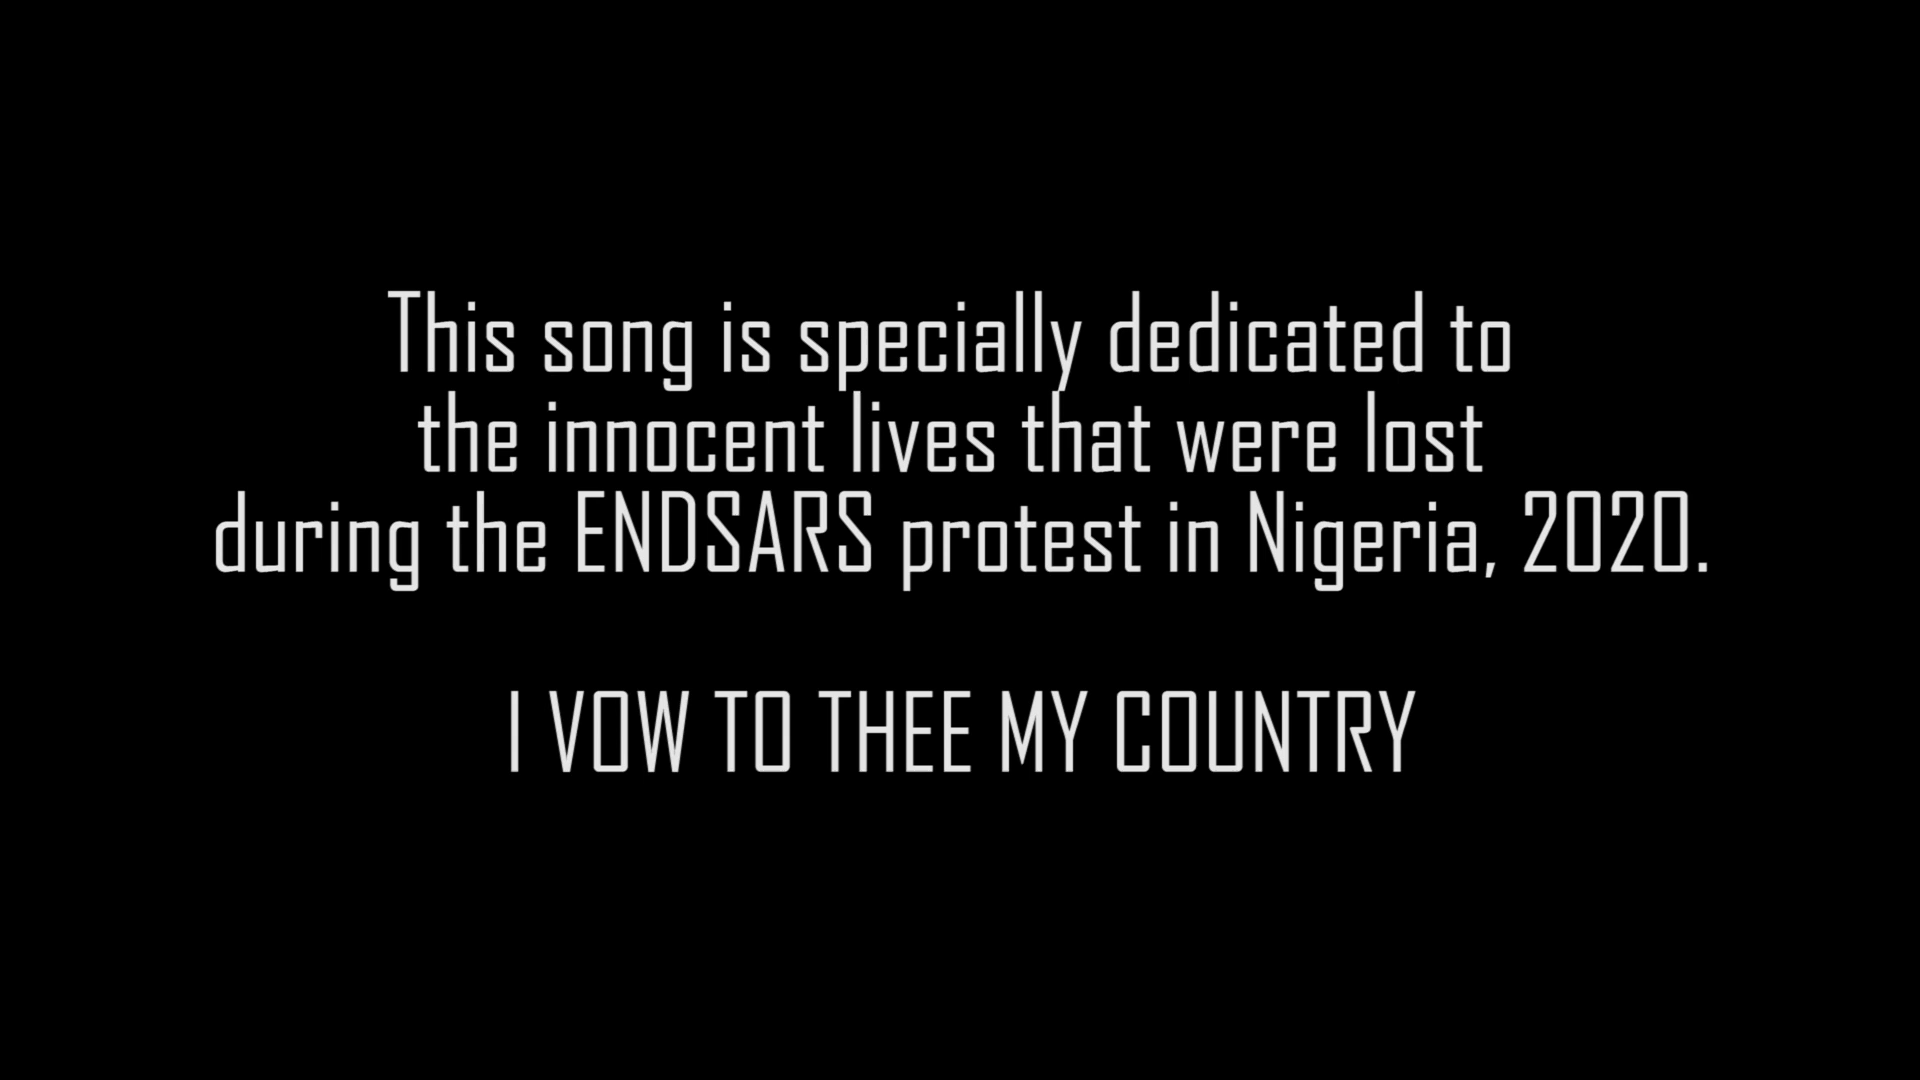 This song is specially dedicated to
the innocent lives that were lost
during the ENDSARS protest in Nigeria, 2020.
I VOW TO THEE MY COUNTRY